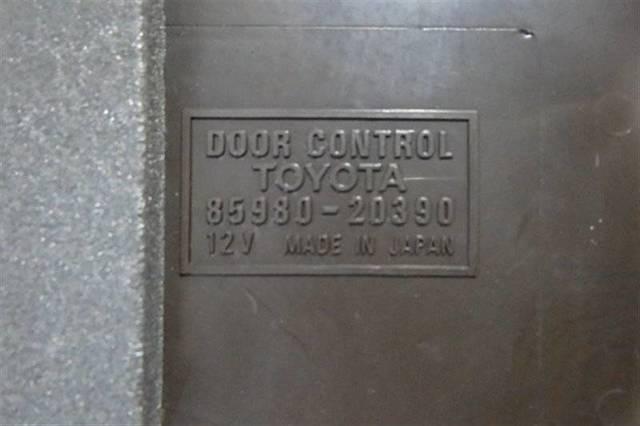 DOOR CONTROL
TOYOTA
85980-20390
12V MADE IN JAPAN